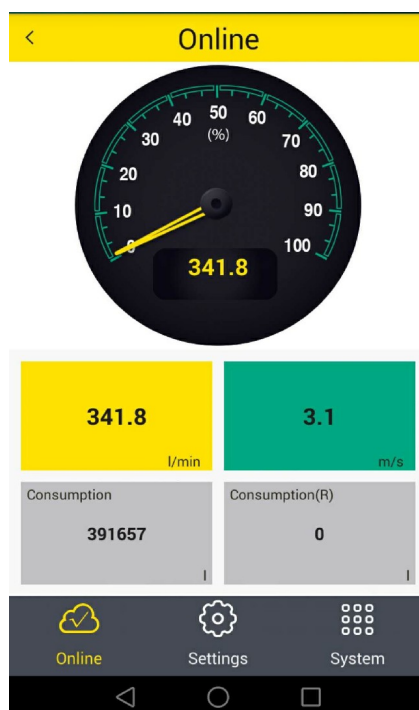 Online
50
40
60
(%)
30
70
20
80
10
90
0
100
341.8
341.8
3.1
l/min
m/s
Consumption
Consumption(R)
391657
0
l
l
Online
Settings
System